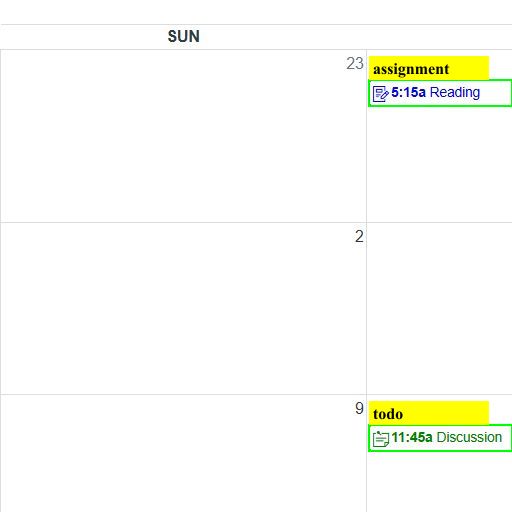 SUN
23
assignment
5:15a Reading
2
9
todo
11:45a Discussion